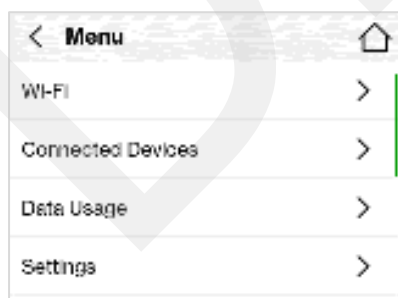 Menu
Wi-Fi
Connected Devices
Data Usage
Settings